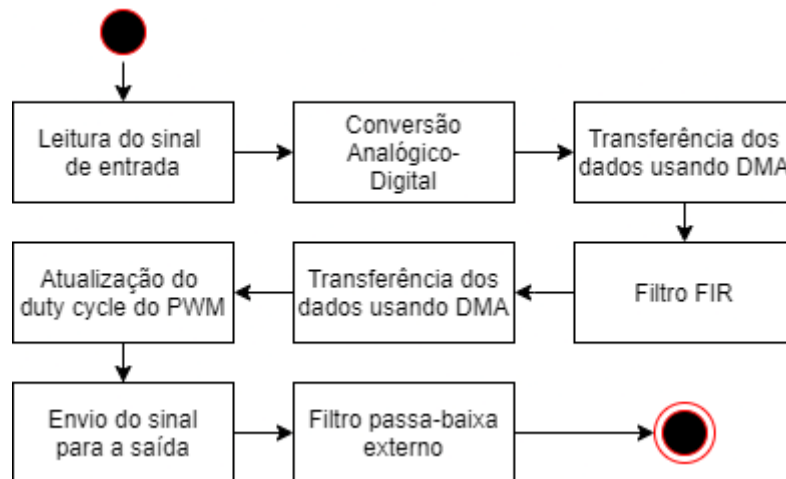 Leitura do sinal
de entrada
Conversão
Analógico-
Digital
Transferência dos
dados usando DMA
Atualização do
duty cycle do PWM
Transferência dos
dados usando DMA
Filtro FIR
Envio do sinal
para a saída
Filtro passa-baixa
externo